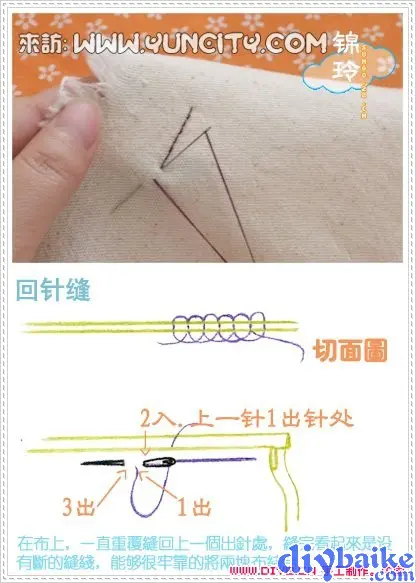 來訪: WWW.YUNCITY.COM
锦玲
回针缝
切面圖
2入.上一针1出针处
3出
1出
在布上，一直重覆縫回上一個出針處，縫完看起來是沒
有斷的縫綫，能够很牢靠的將兩塊布
diybaike
.com